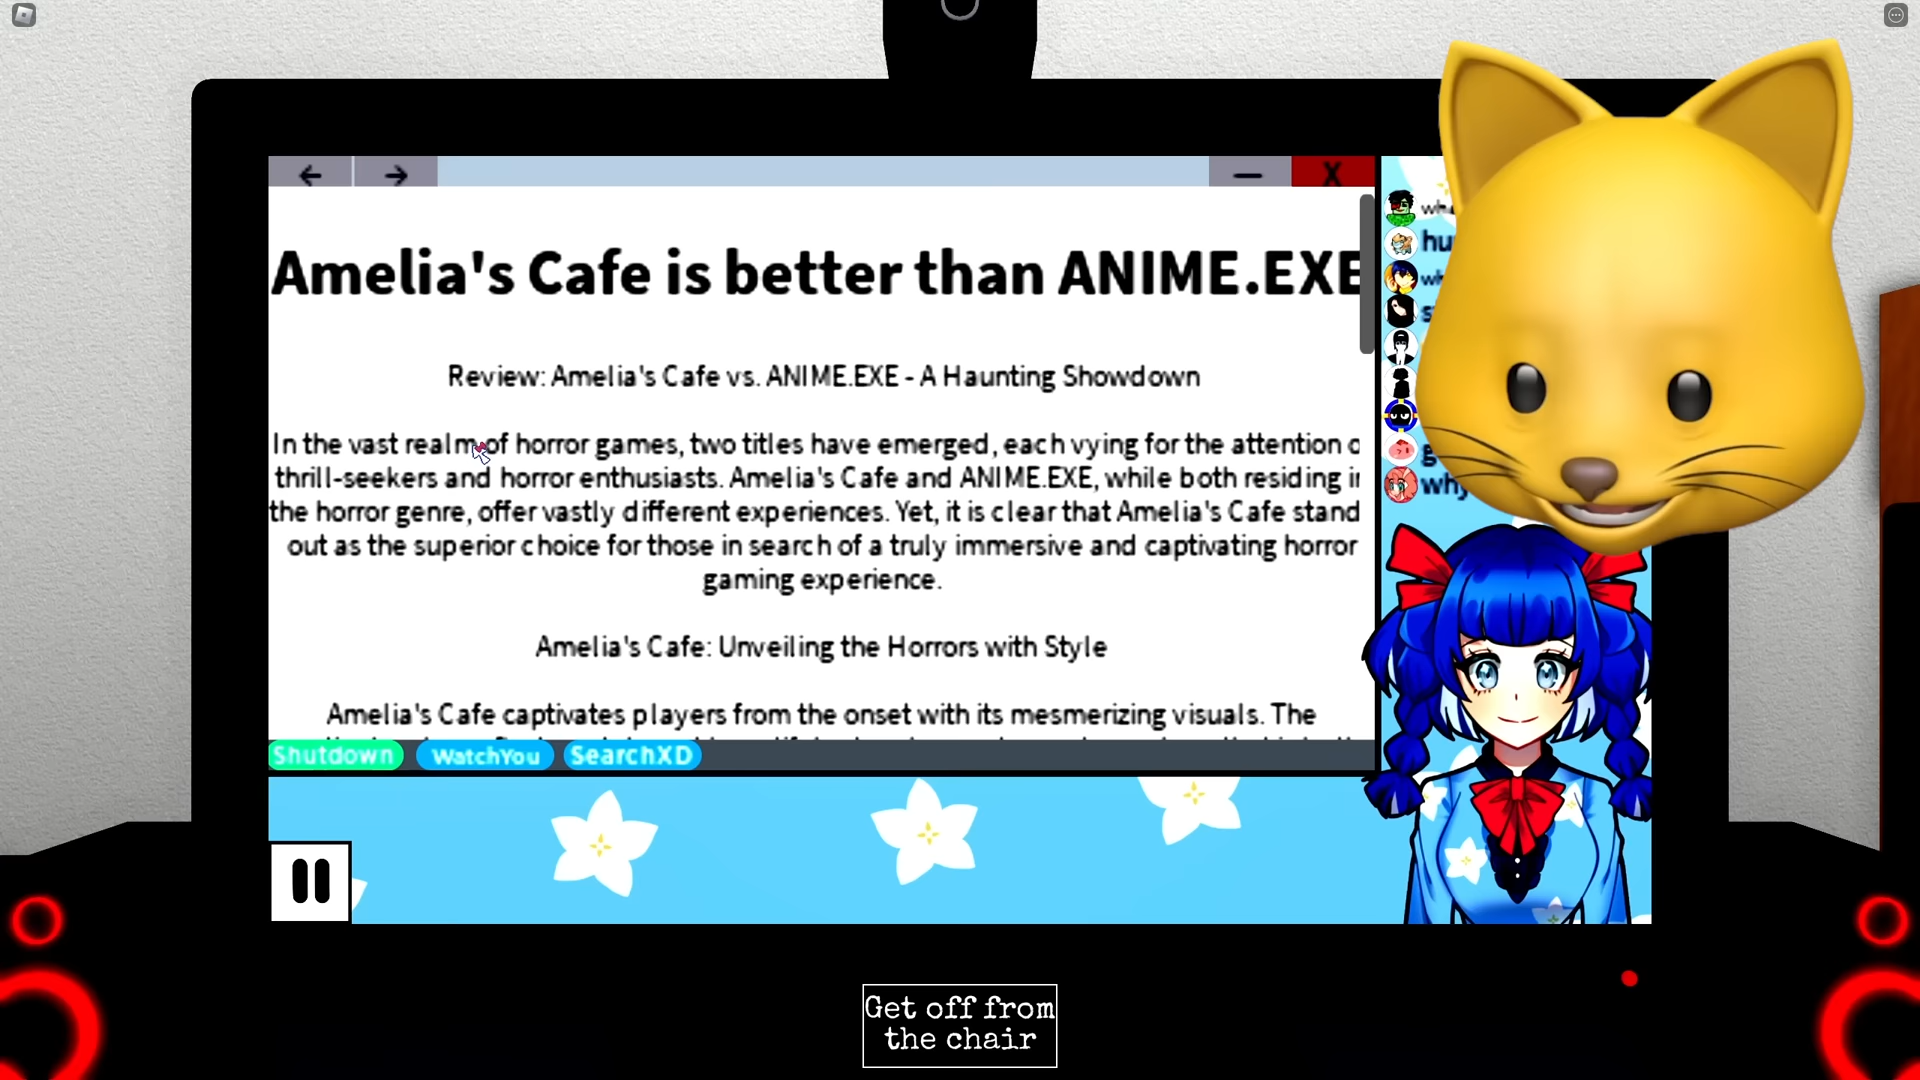 X
Amelia's Cafe is better than ANIME.EXE
Review: Amelia's Cafe vs. ANIME.EXE - A Haunting Showdown
In the vast realm of horror games, two titles have emerged, each vying for the attention
thrill-seekers and horror enthusiasts. Amelia's Cafe and ANIME.EXE, while both residing
the horror genre, offer vastly different experiences. Yet, it is clear that Amelia's Cafe stand
out as the superior choice for those in search of a truly immersive and captivating horror
gaming experience.
Amelia's Cafe: Unveiling the Horrors with Style
Amelia's Cafe captivates players from the onset with its mesmerizing visuals. The
Shutdown
WatchYou
SearchXD
why
Get off from
the chair